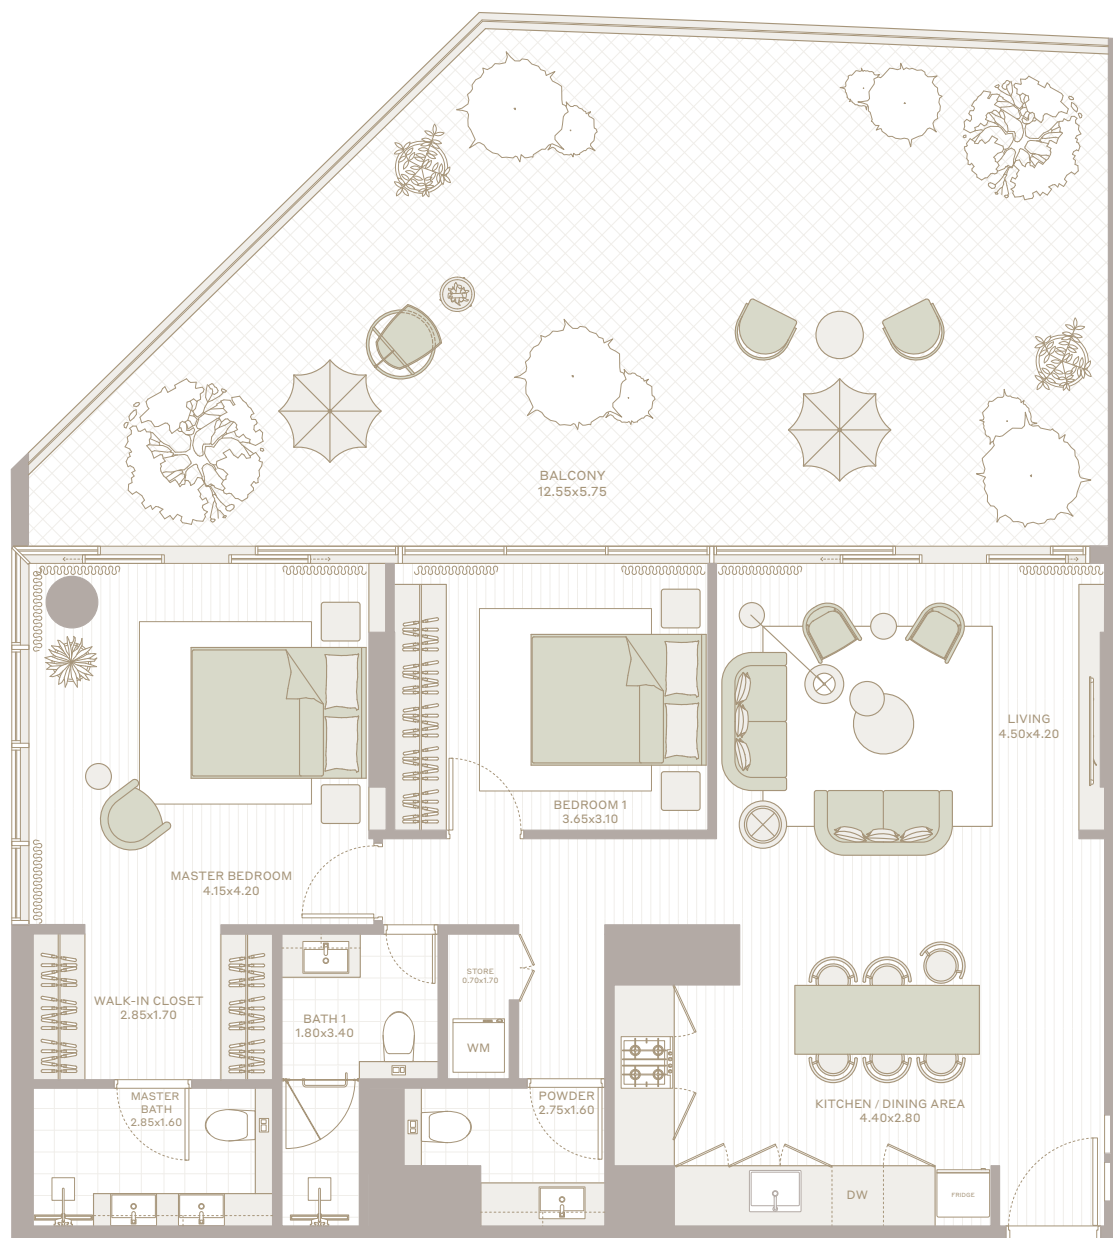 BALCONY
12.55x5.75
LIVING
4.50x4.20
BEDROOM 1
3.65x3.10
MASTER BEDROOM
4.15x4.20
STORE
0.70x1.70
WALK-IN CLOSET
2.85x1.70
BATH 1
1.80x3.40
WM
MASTER
BATH
2.85x1.60
POWDER
2.75x1.60
KITCHEN / DINING AREA
4.40x2.80
DW
FRIDGE